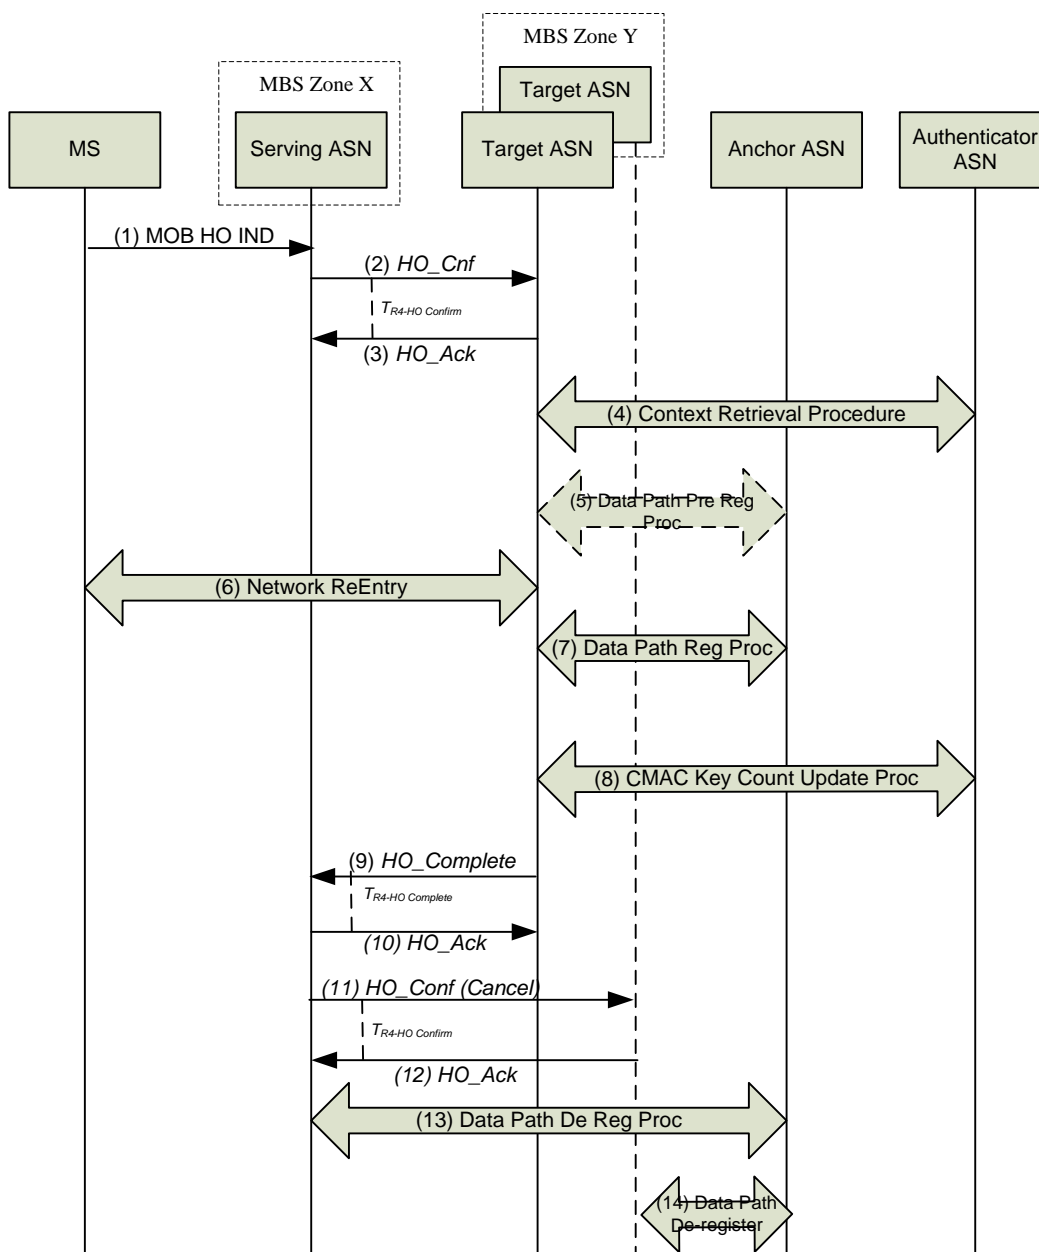 MBS Zone Y
MBS Zone X
Target ASN
MS
Serving ASN
Target ASN
Anchor ASN
Authenticator
ASN
(1) MOB HO IND
(2) HO_Cnf
TR4-HO Confirm
(3) HO_Ack
(4) Context Retrieval Procedure
(5) Data Path Pre Reg
Proc
(6) Network ReEntry
(7) Data Path Reg Proc
(8) CMAC Key Count Update Proc
(9) HO_Complete
TR4-HO Complete
(10) HO_Ack
(11) HO_Conf (Cancel)
TR4-HO Confirm
(12) HO_Ack
(13) Data Path De Reg Proc
(14) Data Path
De-register